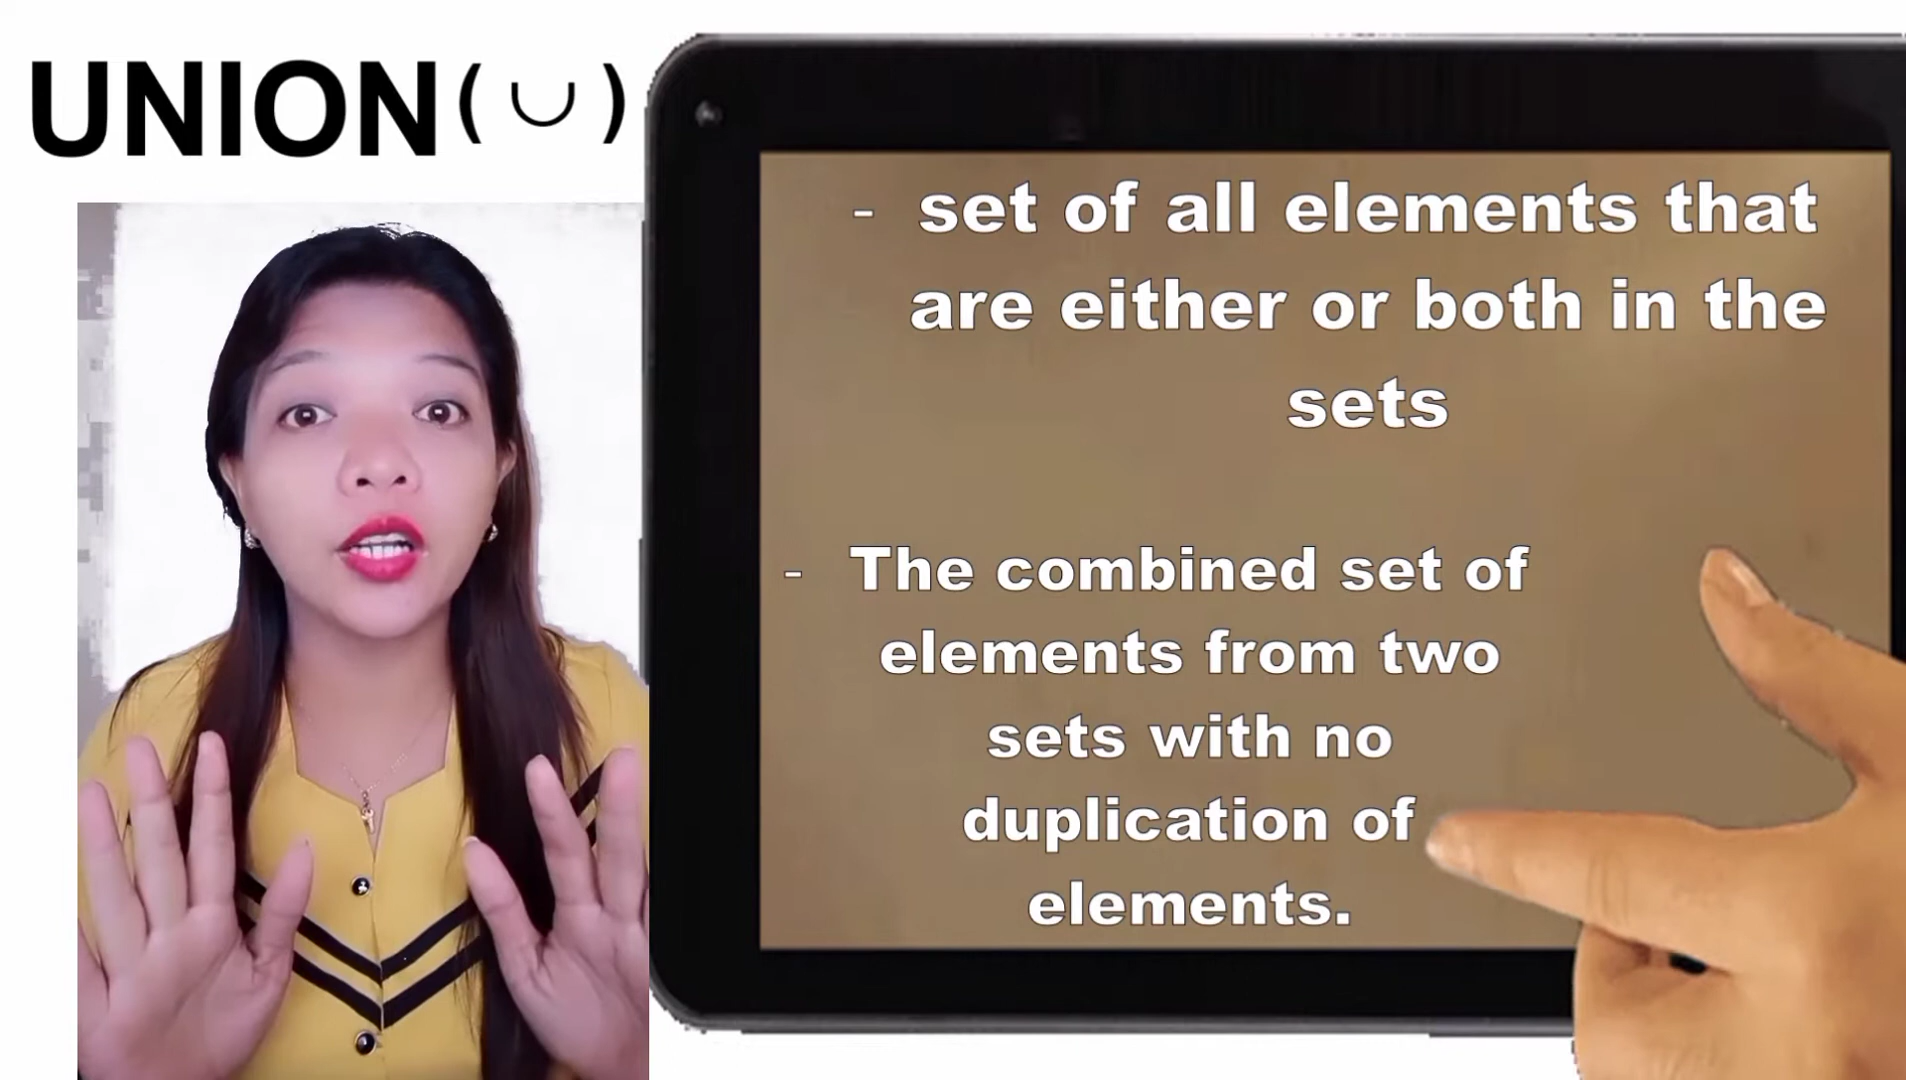 UNION( ∪ )
- set of all elements that
are either or both in the
sets
- The combined set of
elements from two
sets with no
duplication of
elements.